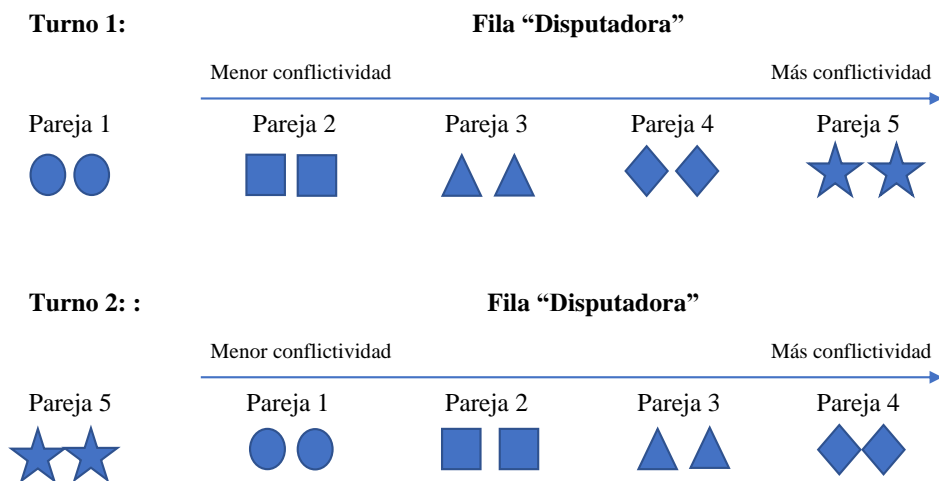 Turno 1: Fila “Disputadora”
Menor conflictividad Más conflictividad
Pareja 1 Pareja 2 Pareja 3 Pareja 4 Pareja 5
Turno 2: : Fila “Disputadora”
Menor conflictividad Más conflictividad
Pareja 5 Pareja 1 Pareja 2 Pareja 3 Pareja 4